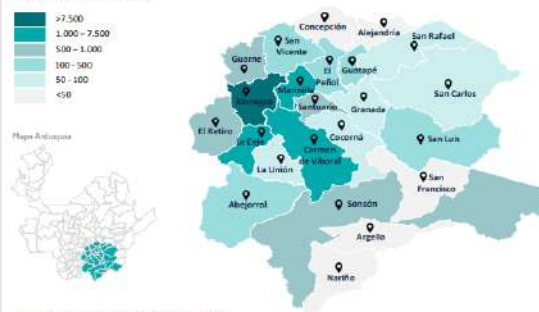 >7.500
1.000 – 7.500
500 – 1.000
100 - 500
50 - 100
<50
Mapa Antioquia
Concepción
Alejandría
San Rafael
San
Vicente
Guarne
El
Peñol
Guatapé
Marinilla
Rionegro
Santuario
Granada
San Carlos
El Retiro
La Ceja
Cocorná
San Luis
Carmen
de Viboral
La Unión
San
Francisco
Abejorral
Sonsón
Argelia
Nariño